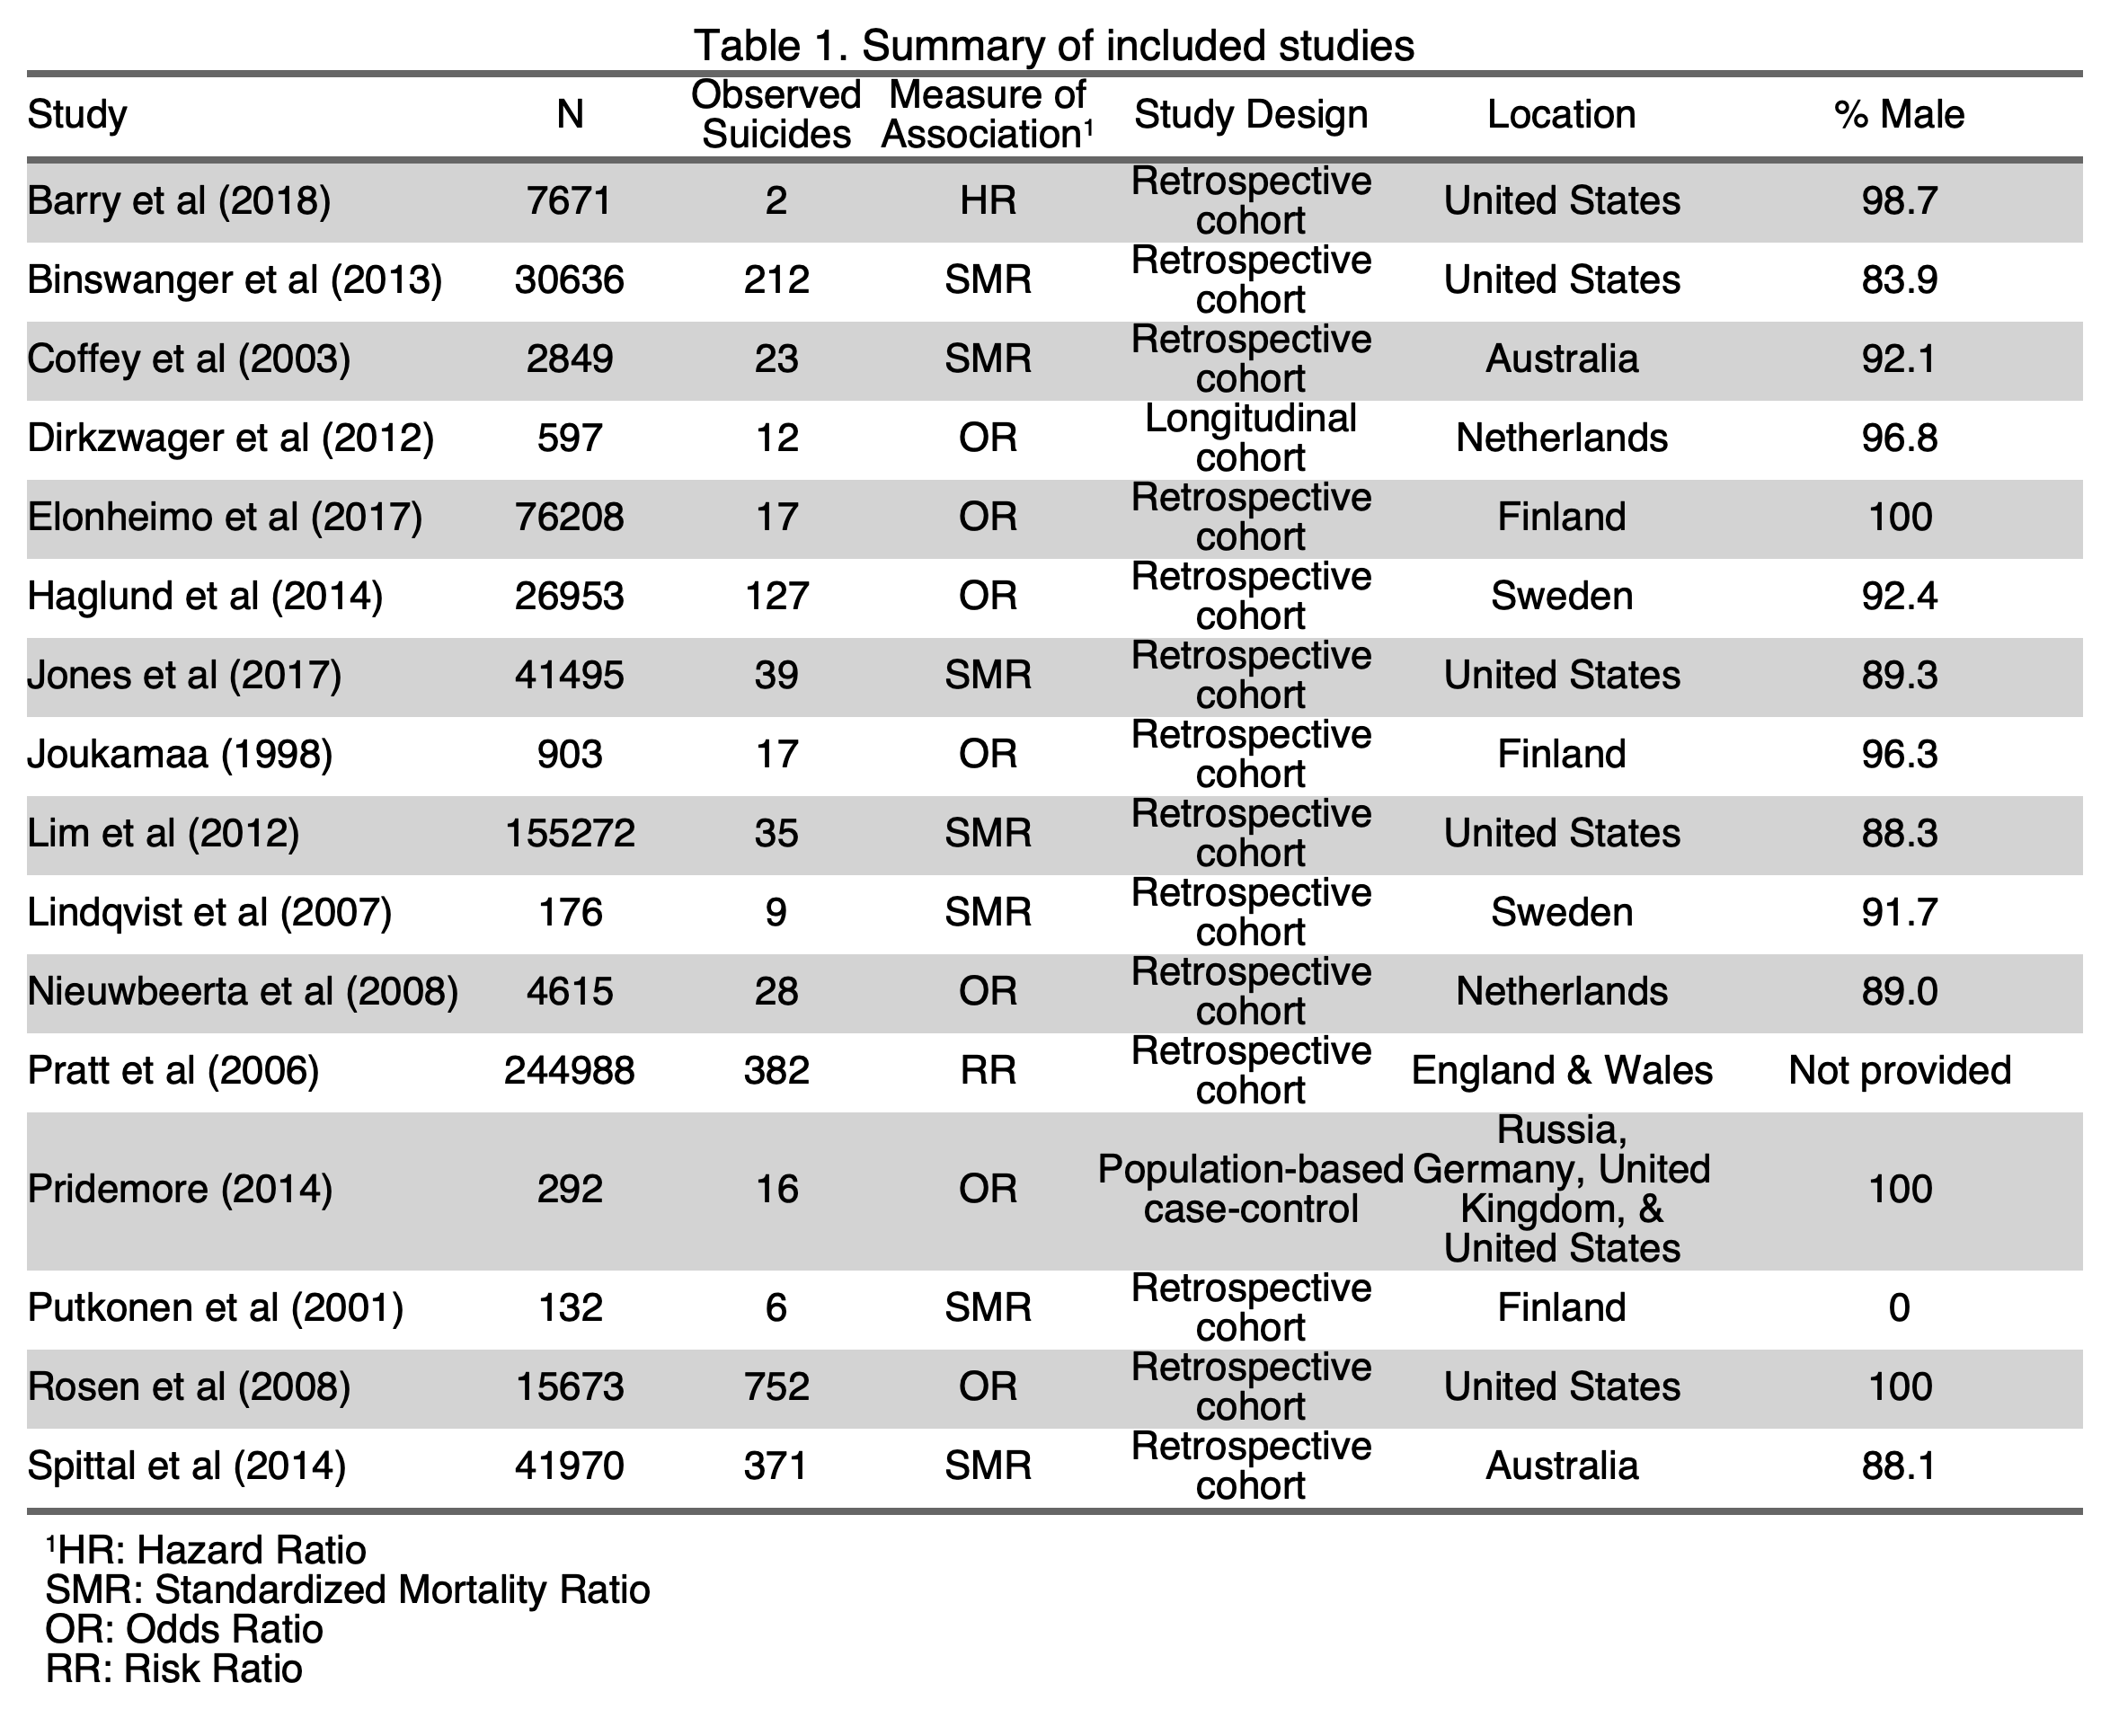 Table 1. Summary of included studies
Study N Observed Suicides Measure of Association¹ Study Design Location % Male
Barry et al (2018) 7671 2 HR Retrospective cohort United States 98.7
Binswanger et al (2013) 30636 212 SMR Retrospective cohort United States 83.9
Coffey et al (2003) 2849 23 SMR Retrospective cohort Australia 92.1
Dirkzwager et al (2012) 597 12 OR Longitudinal cohort Netherlands 96.8
Elonheimo et al (2017) 76208 17 OR Retrospective cohort Finland 100
Haglund et al (2014) 26953 127 OR Retrospective cohort Sweden 92.4
Jones et al (2017) 41495 39 SMR Retrospective cohort United States 89.3
Joukamaa (1998) 903 17 OR Retrospective cohort Finland 96.3
Lim et al (2012) 155272 35 SMR Retrospective cohort United States 88.3
Lindqvist et al (2007) 176 9 SMR Retrospective cohort Sweden 91.7
Nieuwbeerta et al (2008) 4615 28 OR Retrospective cohort Netherlands 89.0
Pratt et al (2006) 244988 382 RR Retrospective cohort England & Wales Not provided
Pridemore (2014) 292 16 OR Population-based case-control Russia, Germany, United Kingdom, & United States 100
Putkonen et al (2001) 132 6 SMR Retrospective cohort Finland 0
Rosen et al (2008) 15673 752 OR Retrospective cohort United States 100
Spittal et al (2014) 41970 371 SMR Retrospective cohort Australia 88.1
¹HR: Hazard Ratio
SMR: Standardized Mortality Ratio
OR: Odds Ratio
RR: Risk Ratio